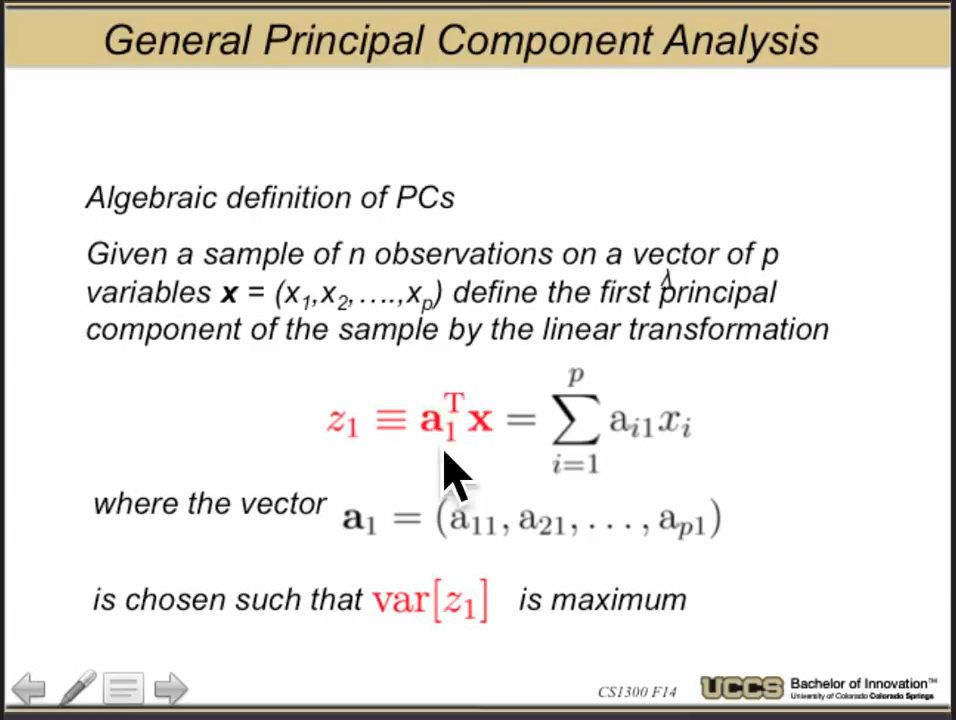 General Principal Component Analysis
Algebraic definition of PCs
Given a sample of n observations on a vector of p
variables x = (x₁,x₂,….,xₚ) define the first principal
λ
component of the sample by the linear transformation
z₁ ≡ a₁ᵀx = ∑ᵢ₌₁ᵖ aᵢ₁xᵢ
where the vector a₁ = (a₁₁, a₂₁, . . . , aₚ₁)
is chosen such that var[z₁] is maximum
CS1300 F14
UCCS
Bachelor of Innovation™
University of Colorado Colorado Springs